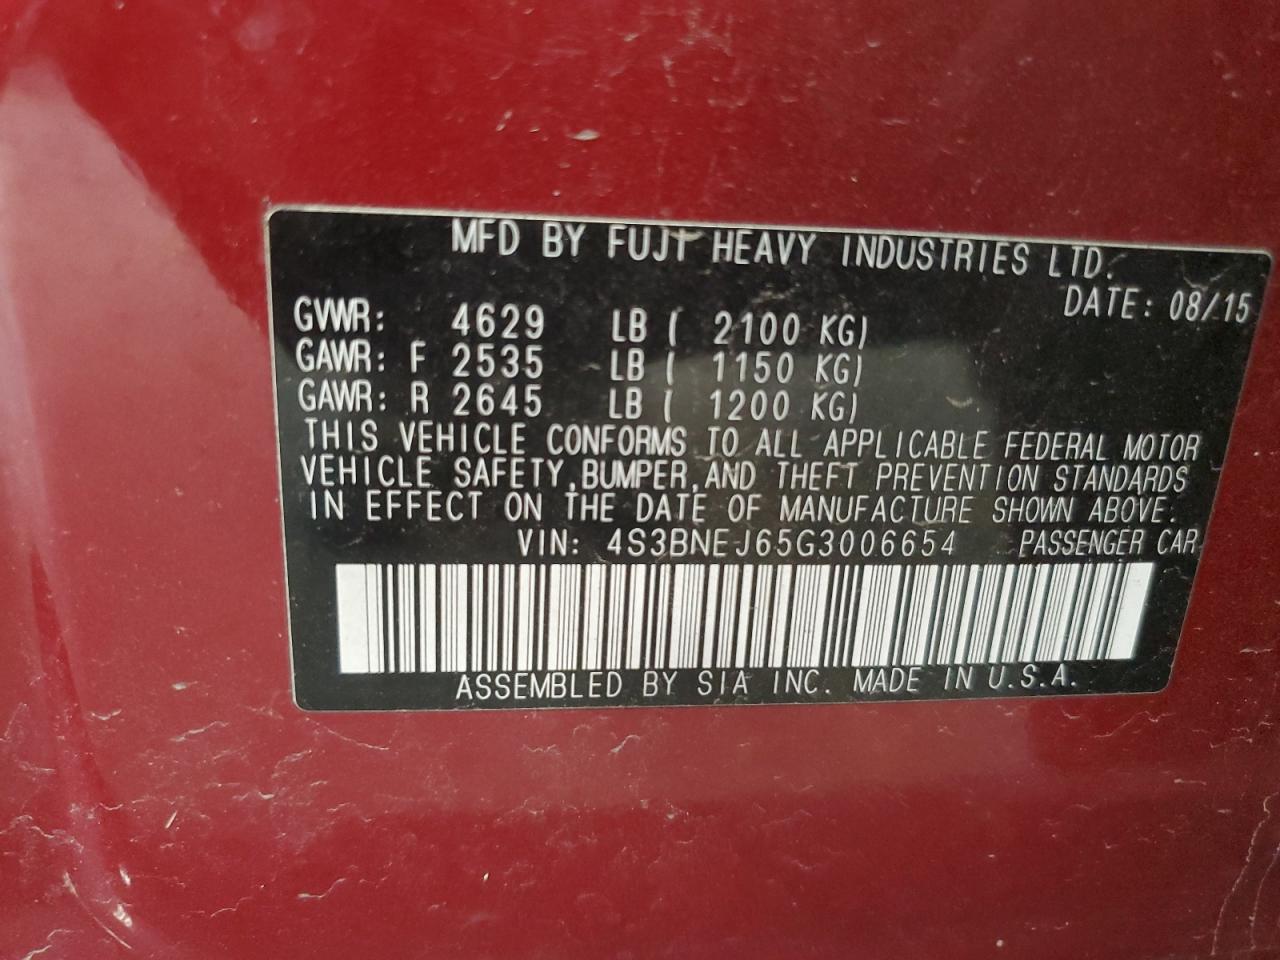 MFD BY FUJI HEAVY INDUSTRIES LTD.
DATE: 08/15
GVWR: 4629 LB ( 2100 KG)
GAWR: F 2535 LB ( 1150 KG)
GAWR: R 2645 LB ( 1200 KG)
THIS VEHICLE CONFORMS TO ALL APPLICABLE FEDERAL MOTOR
VEHICLE SAFETY, BUMPER, AND THEFT PREVENTION STANDARDS
IN EFFECT ON THE DATE OF MANUFACTURE SHOWN ABOVE.
VIN: 4S3BNEJ65G3006654 PASSENGER CAR
ASSEMBLED BY SIA INC. MADE IN U.S.A.